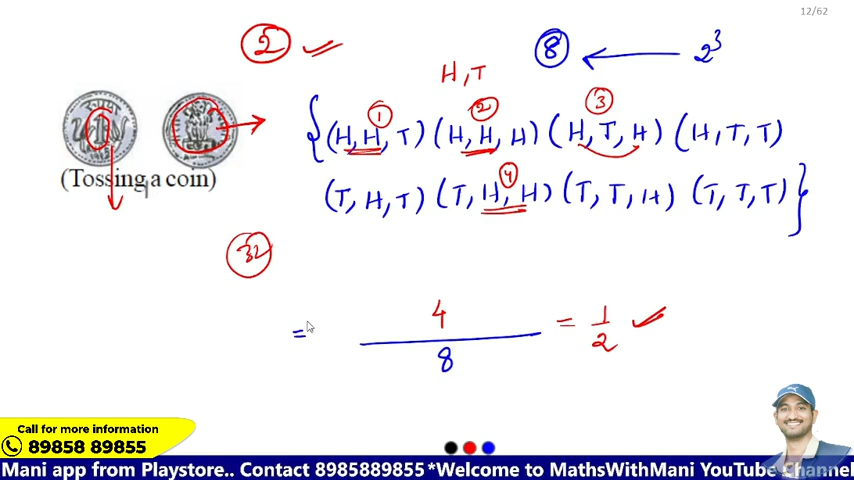 12/62
2
8 ← 2³
H, T
1 2 3
{(H, H, T) (H, H, H) (H, T, H) (H, T, T)
4
(T, H, T) (T, H, H) (T, T, H) (T, T, T)}
(Tossing a coin)
32
= 4/8 = 1/2
Call for more information
89858 89855
Mani app from Playstore.. Contact 8985889855 *Welcome to MathsWithMani YouTube Channel